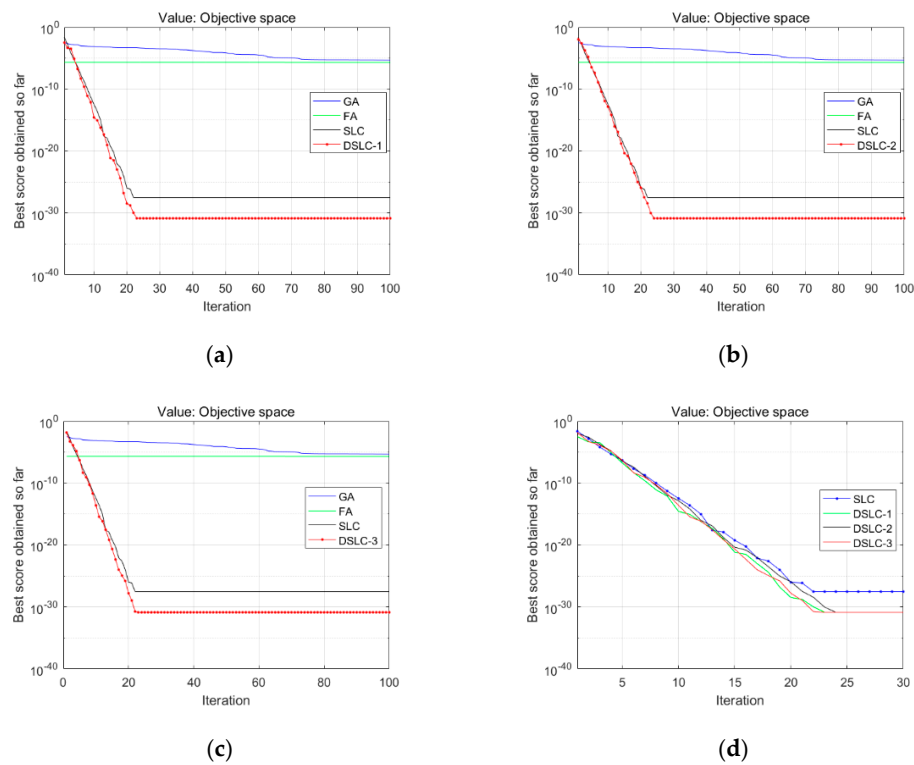 Value: Objective space
Best score obtained so far
10^0
10^-10
10^-20
10^-30
10^-40
GA
FA
SLC
DSLC-1
10 20 30 40 50 60 70 80 90 100
Iteration
(a)
Value: Objective space
Best score obtained so far
10^0
10^-10
10^-20
10^-30
10^-40
GA
FA
SLC
DSLC-2
10 20 30 40 50 60 70 80 90 100
Iteration
(b)
Value: Objective space
Best score obtained so far
10^0
10^-10
10^-20
10^-30
10^-40
GA
FA
SLC
DSLC-3
0 20 40 60 80 100
Iteration
(c)
Value: Objective space
Best score obtained so far
10^0
10^-10
10^-20
10^-30
10^-40
SLC
DSLC-1
DSLC-2
DSLC-3
5 10 15 20 25 30
Iteration
(d)